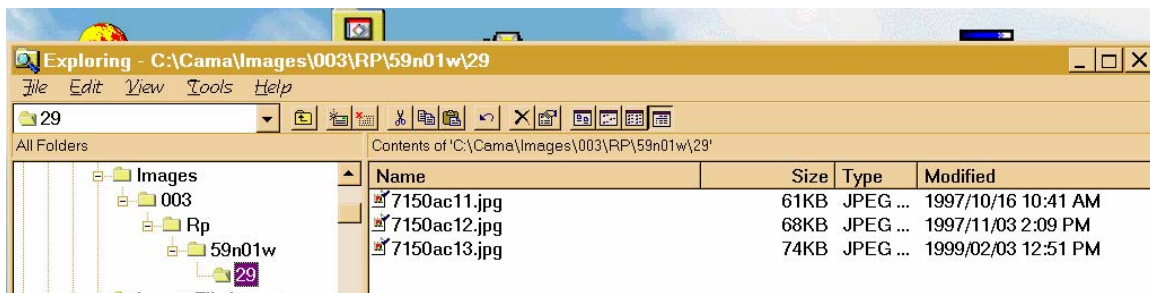 Exploring - C:\Cama\Images\003\RP\59n01w\29
File Edit View Tools Help
29
All Folders
Contents of 'C:\Cama\Images\003\RP\59n01w\29'
Images
003
Rp
59n01w
29
Name Size Type Modified
7150ac11.jpg 61KB JPEG ... 1997/10/16 10:41 AM
7150ac12.jpg 68KB JPEG ... 1997/11/03 2:09 PM
7150ac13.jpg 74KB JPEG ... 1999/02/03 12:51 PM